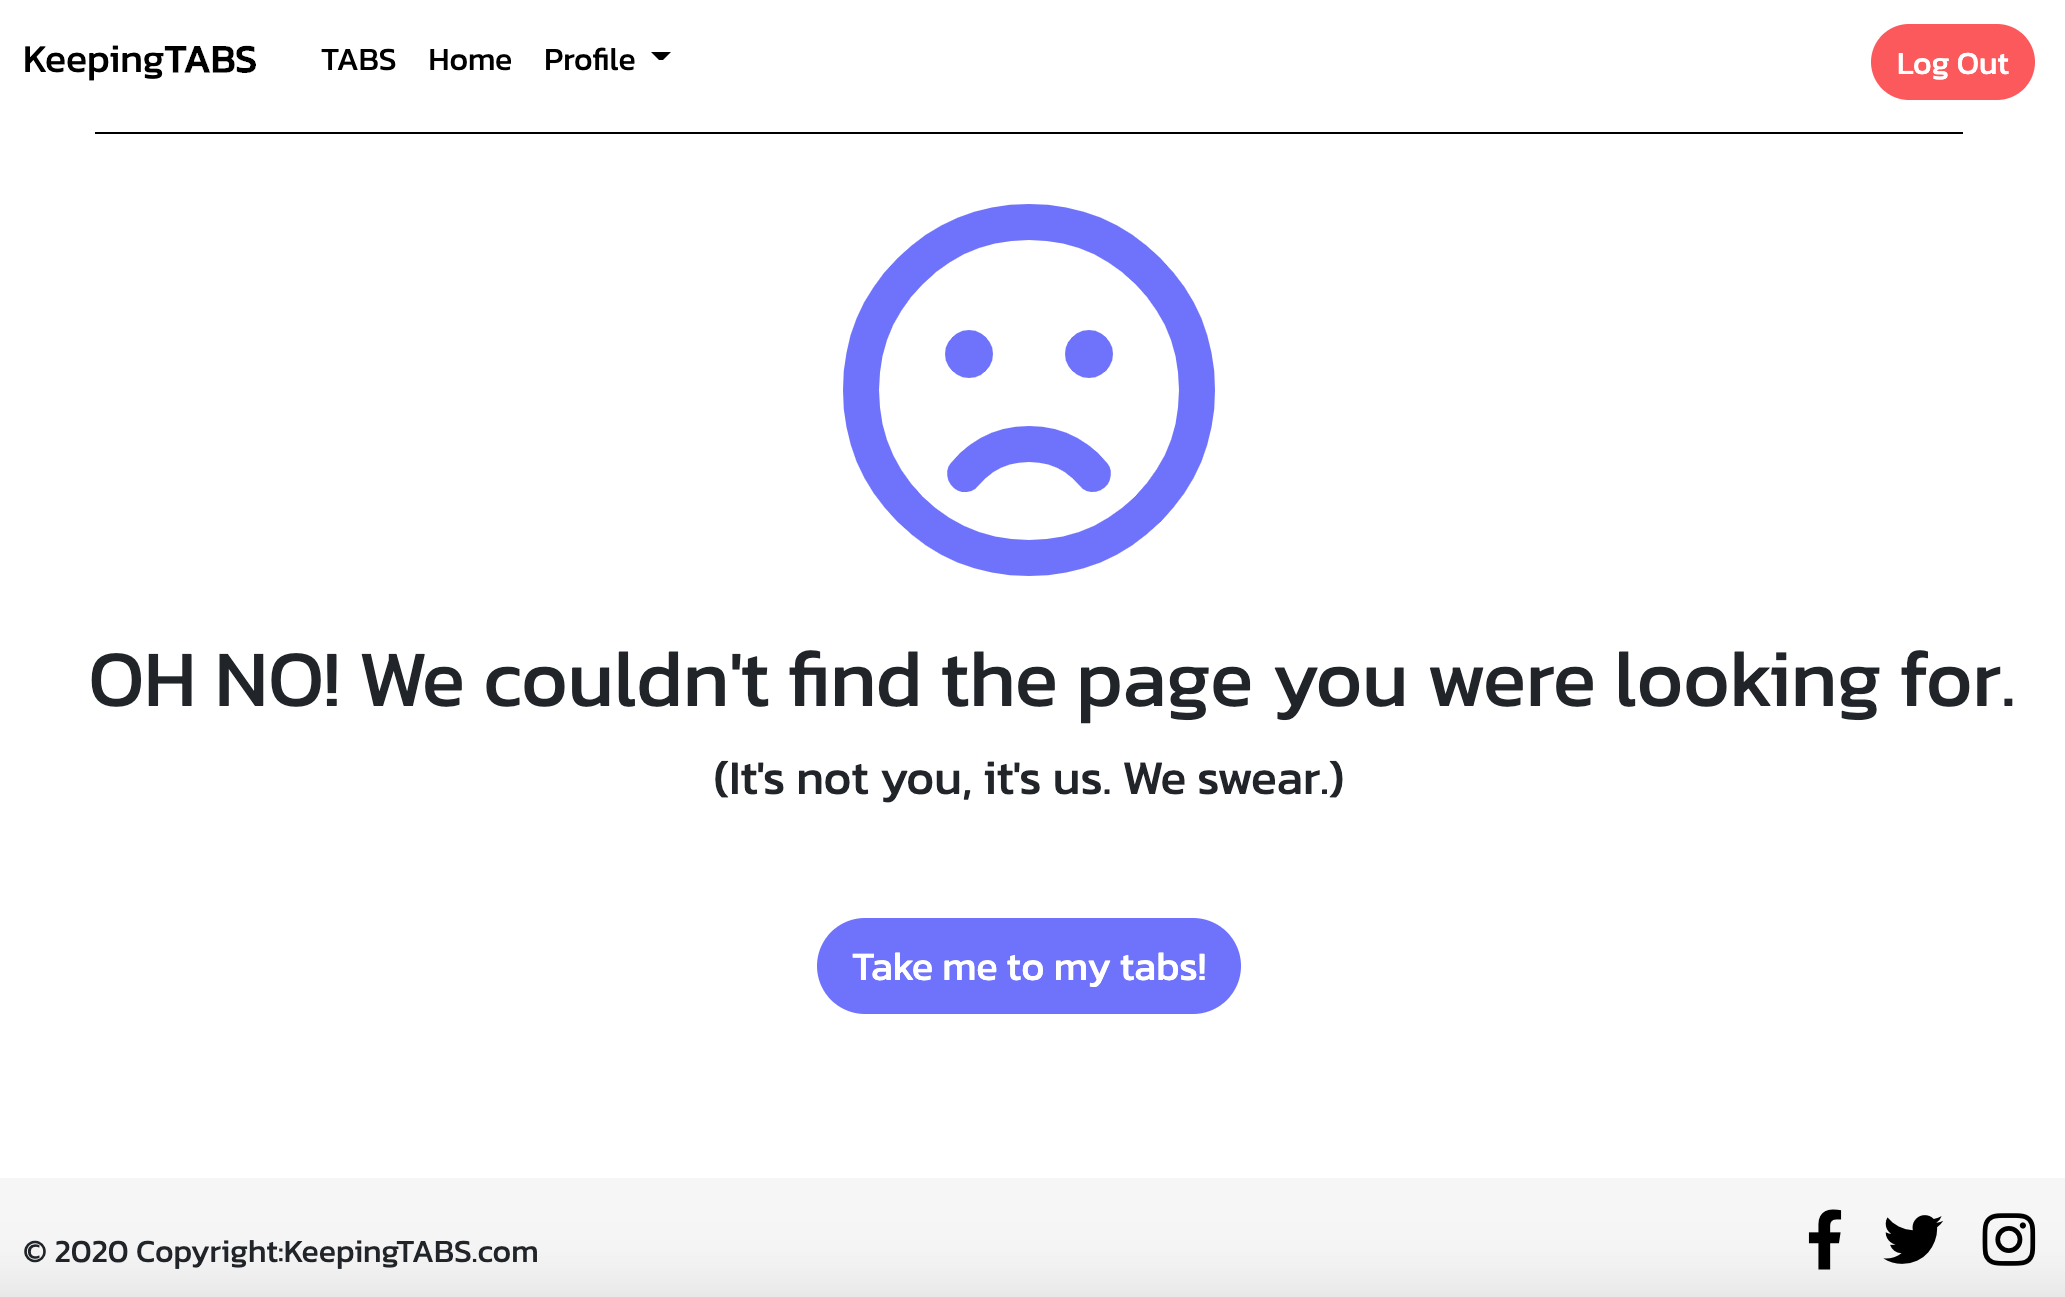 KeepingTABS TABS Home Profile Log Out
OH NO! We couldn't find the page you were looking for.
(It's not you, it's us. We swear.)
Take me to my tabs!
© 2020 Copyright:KeepingTABS.com